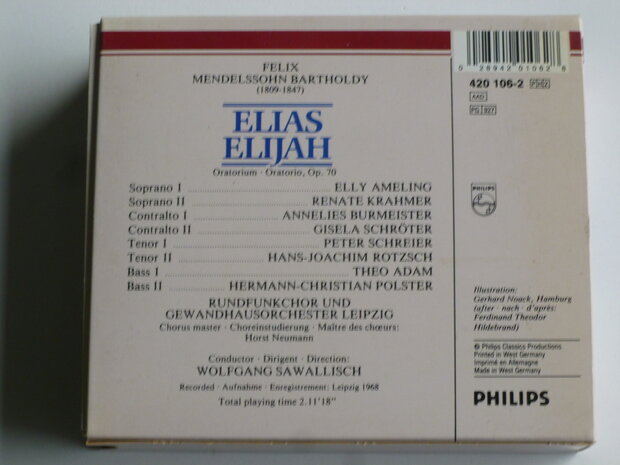 FELIX
MENDELSSOHN BARTHOLDY
(1809-1847)
ELIAS
ELIJAH
Oratorium · Oratorio, Op. 70
Soprano I ELLY AMELING
Soprano II RENATE KRAHMER
Contralto I ANNELIES BURMEISTER
Contralto II GISELA SCHRÖTER
Tenor I PETER SCHREIER
Tenor II HANS-JOACHIM ROTZSCH
Bass I THEO ADAM
Bass II HERMANN-CHRISTIAN POLSTER
RUNDFUNKCHOR UND
GEWANDHAUSORCHESTER LEIPZIG
Chorus master · Choreinstudierung · Maître des chœurs:
Horst Neumann
Conductor · Dirigent · Direction:
WOLFGANG SAWALLISCH
Recorded · Aufnahme · Enregistrement: Leipzig 1968
Total playing time 2.11'18"
420 106-2
AAD
PHILIPS
Illustration:
Gerhard Noack, Hamburg
(after · nach · d'après:
Ferdinand Theodor
Hildebrand)
℗ Philips Classics Productions
Printed in West Germany
Imprimé en Allemagne
Made in West Germany
PHILIPS